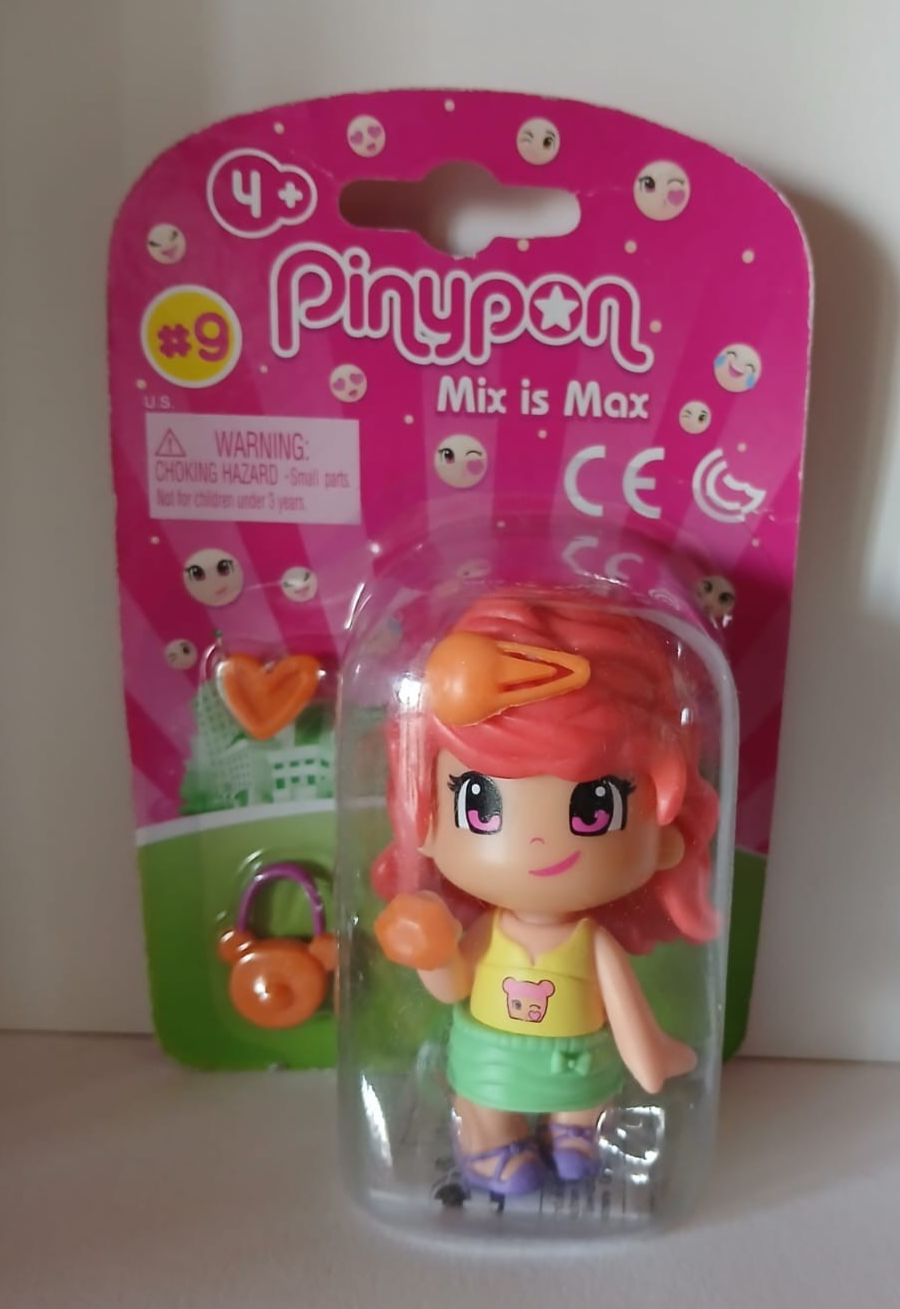 4+
Pinypon
#9
Mix is Max
U.S.
WARNING:
CHOKING HAZARD -Small parts.
Not for children under 3 years.
CE